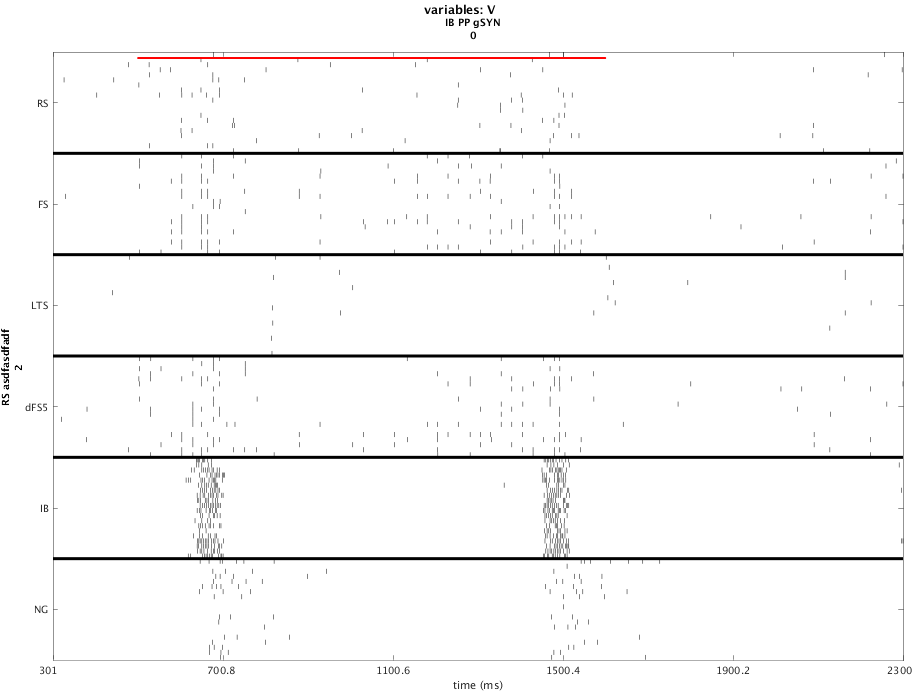 variables: V
IB PP gSYN
0
RS
FS
LTS
RS asdfasdfadf
2
dFS5
IB
NG
301
700.8
1100.6
1500.4
1900.2
2300
time (ms)